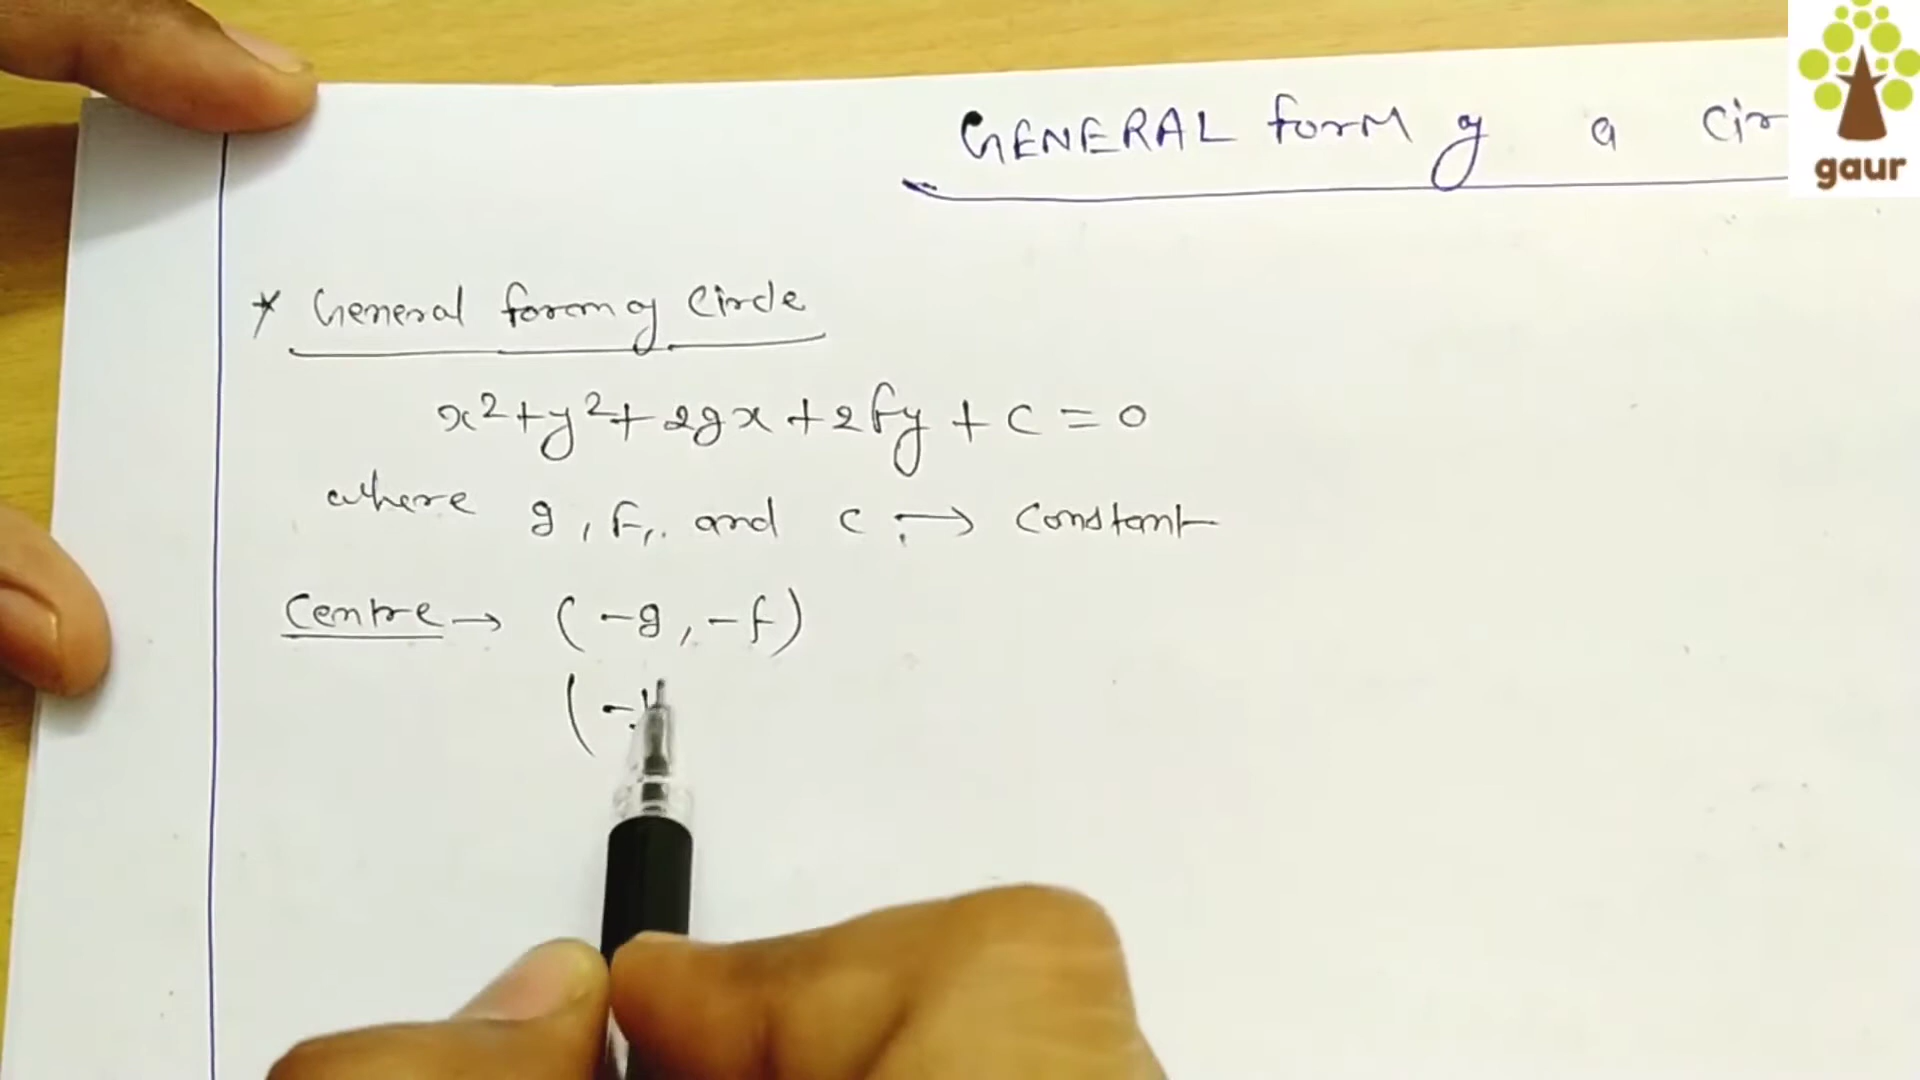 GENERAL form of a Cir
gaur
* General form of Circle
x²+y²+2gx+2fy+c=0
where g, f, and c → constant
Centre → (-g, -f)
(-